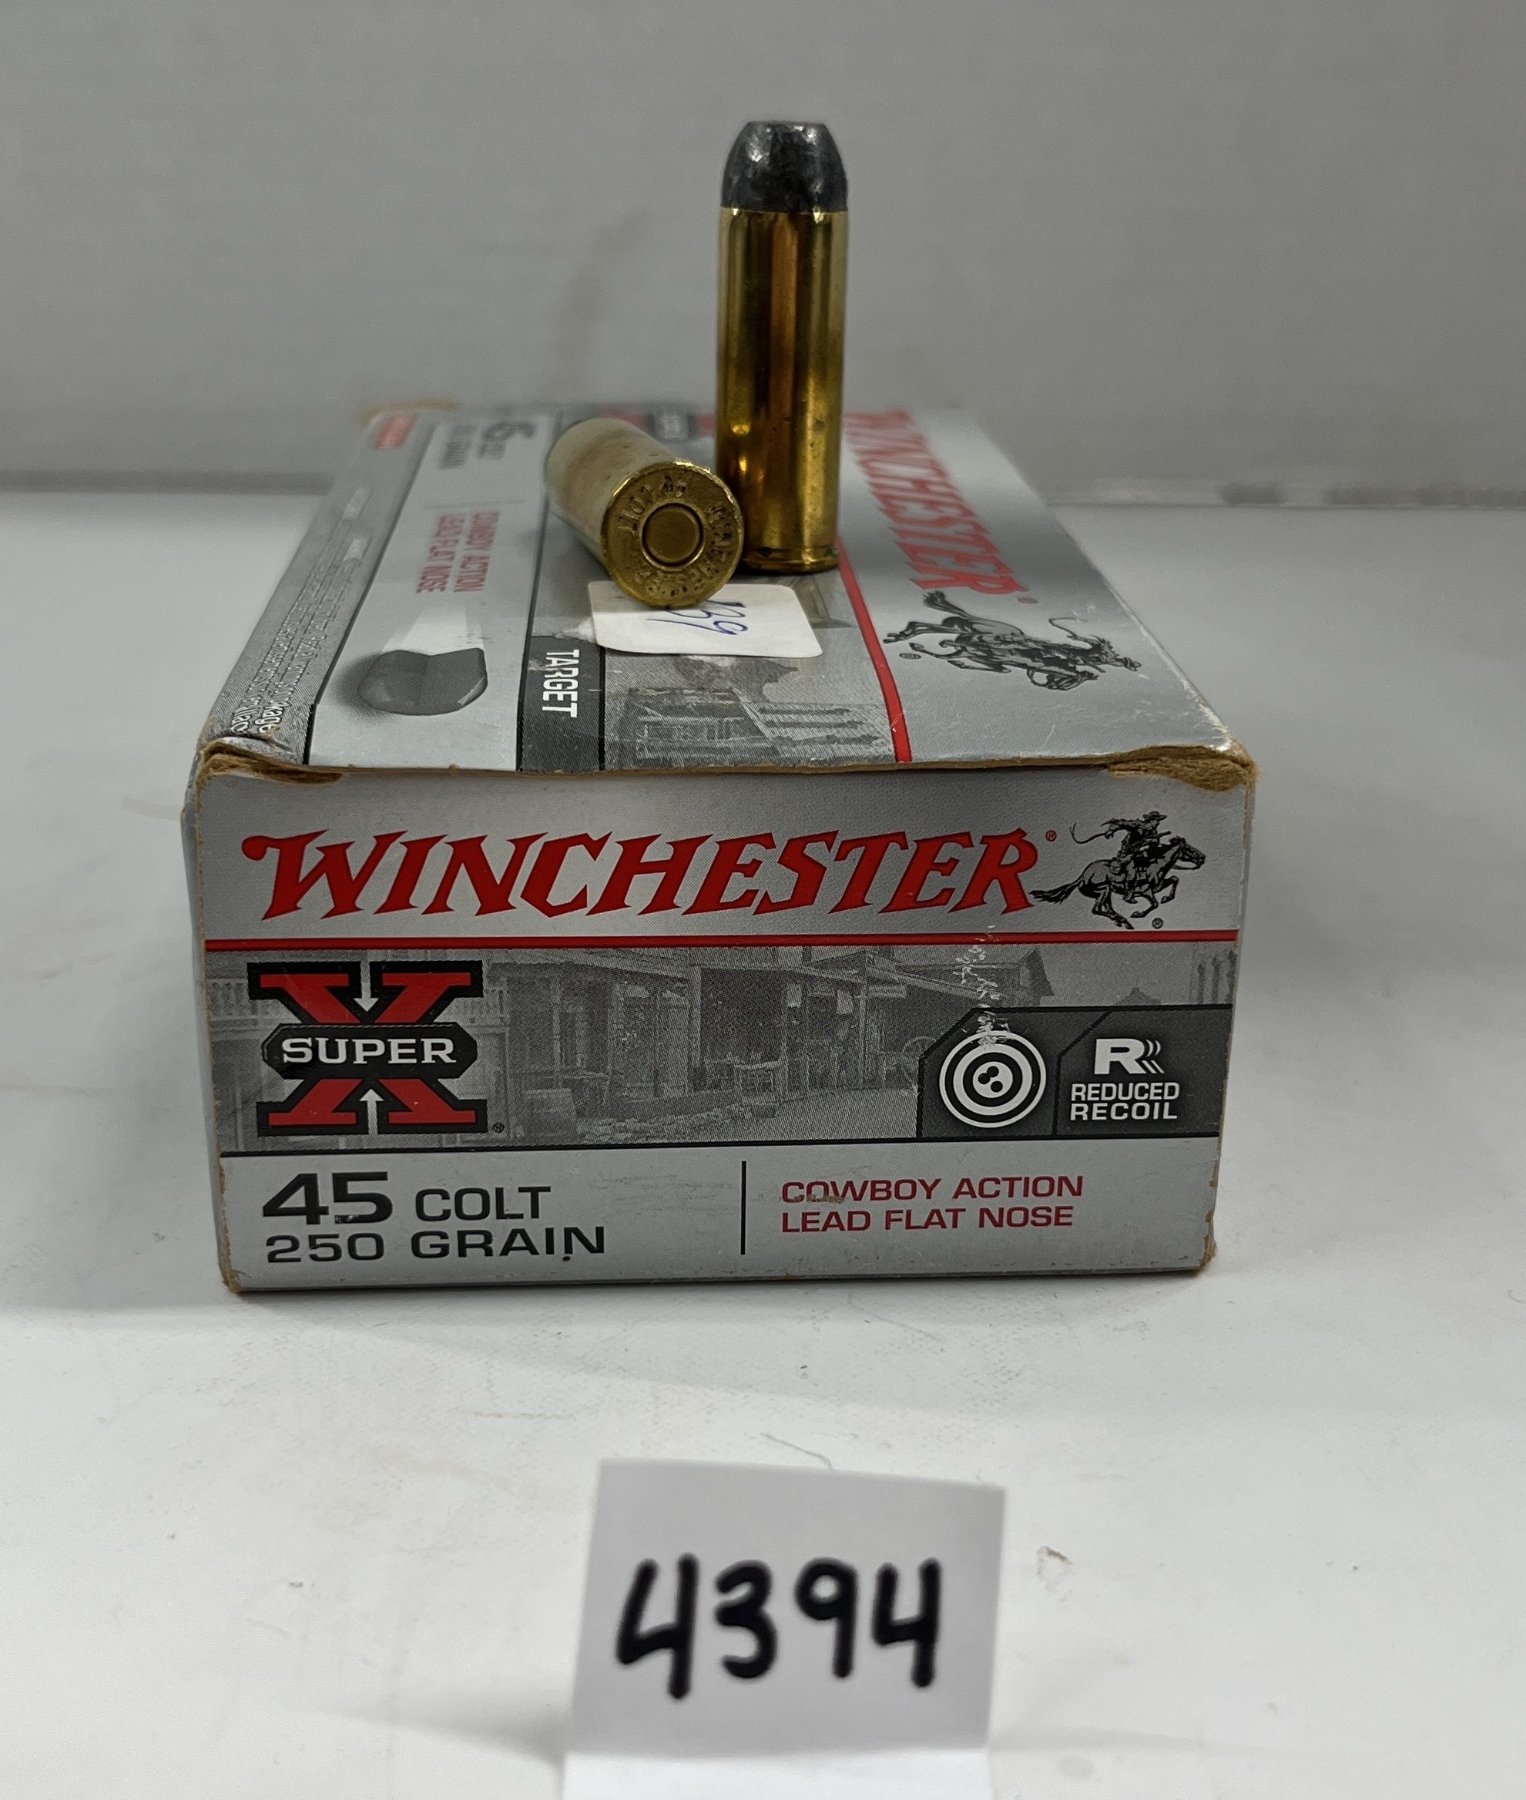 COWBOY ACTION
LEAD FLAT NOSE
TARGET
WINCHESTER®
WINCHESTER®
SUPER X
R
REDUCED
RECOIL
45 COLT
250 GRAIN
COWBOY ACTION
LEAD FLAT NOSE
4394